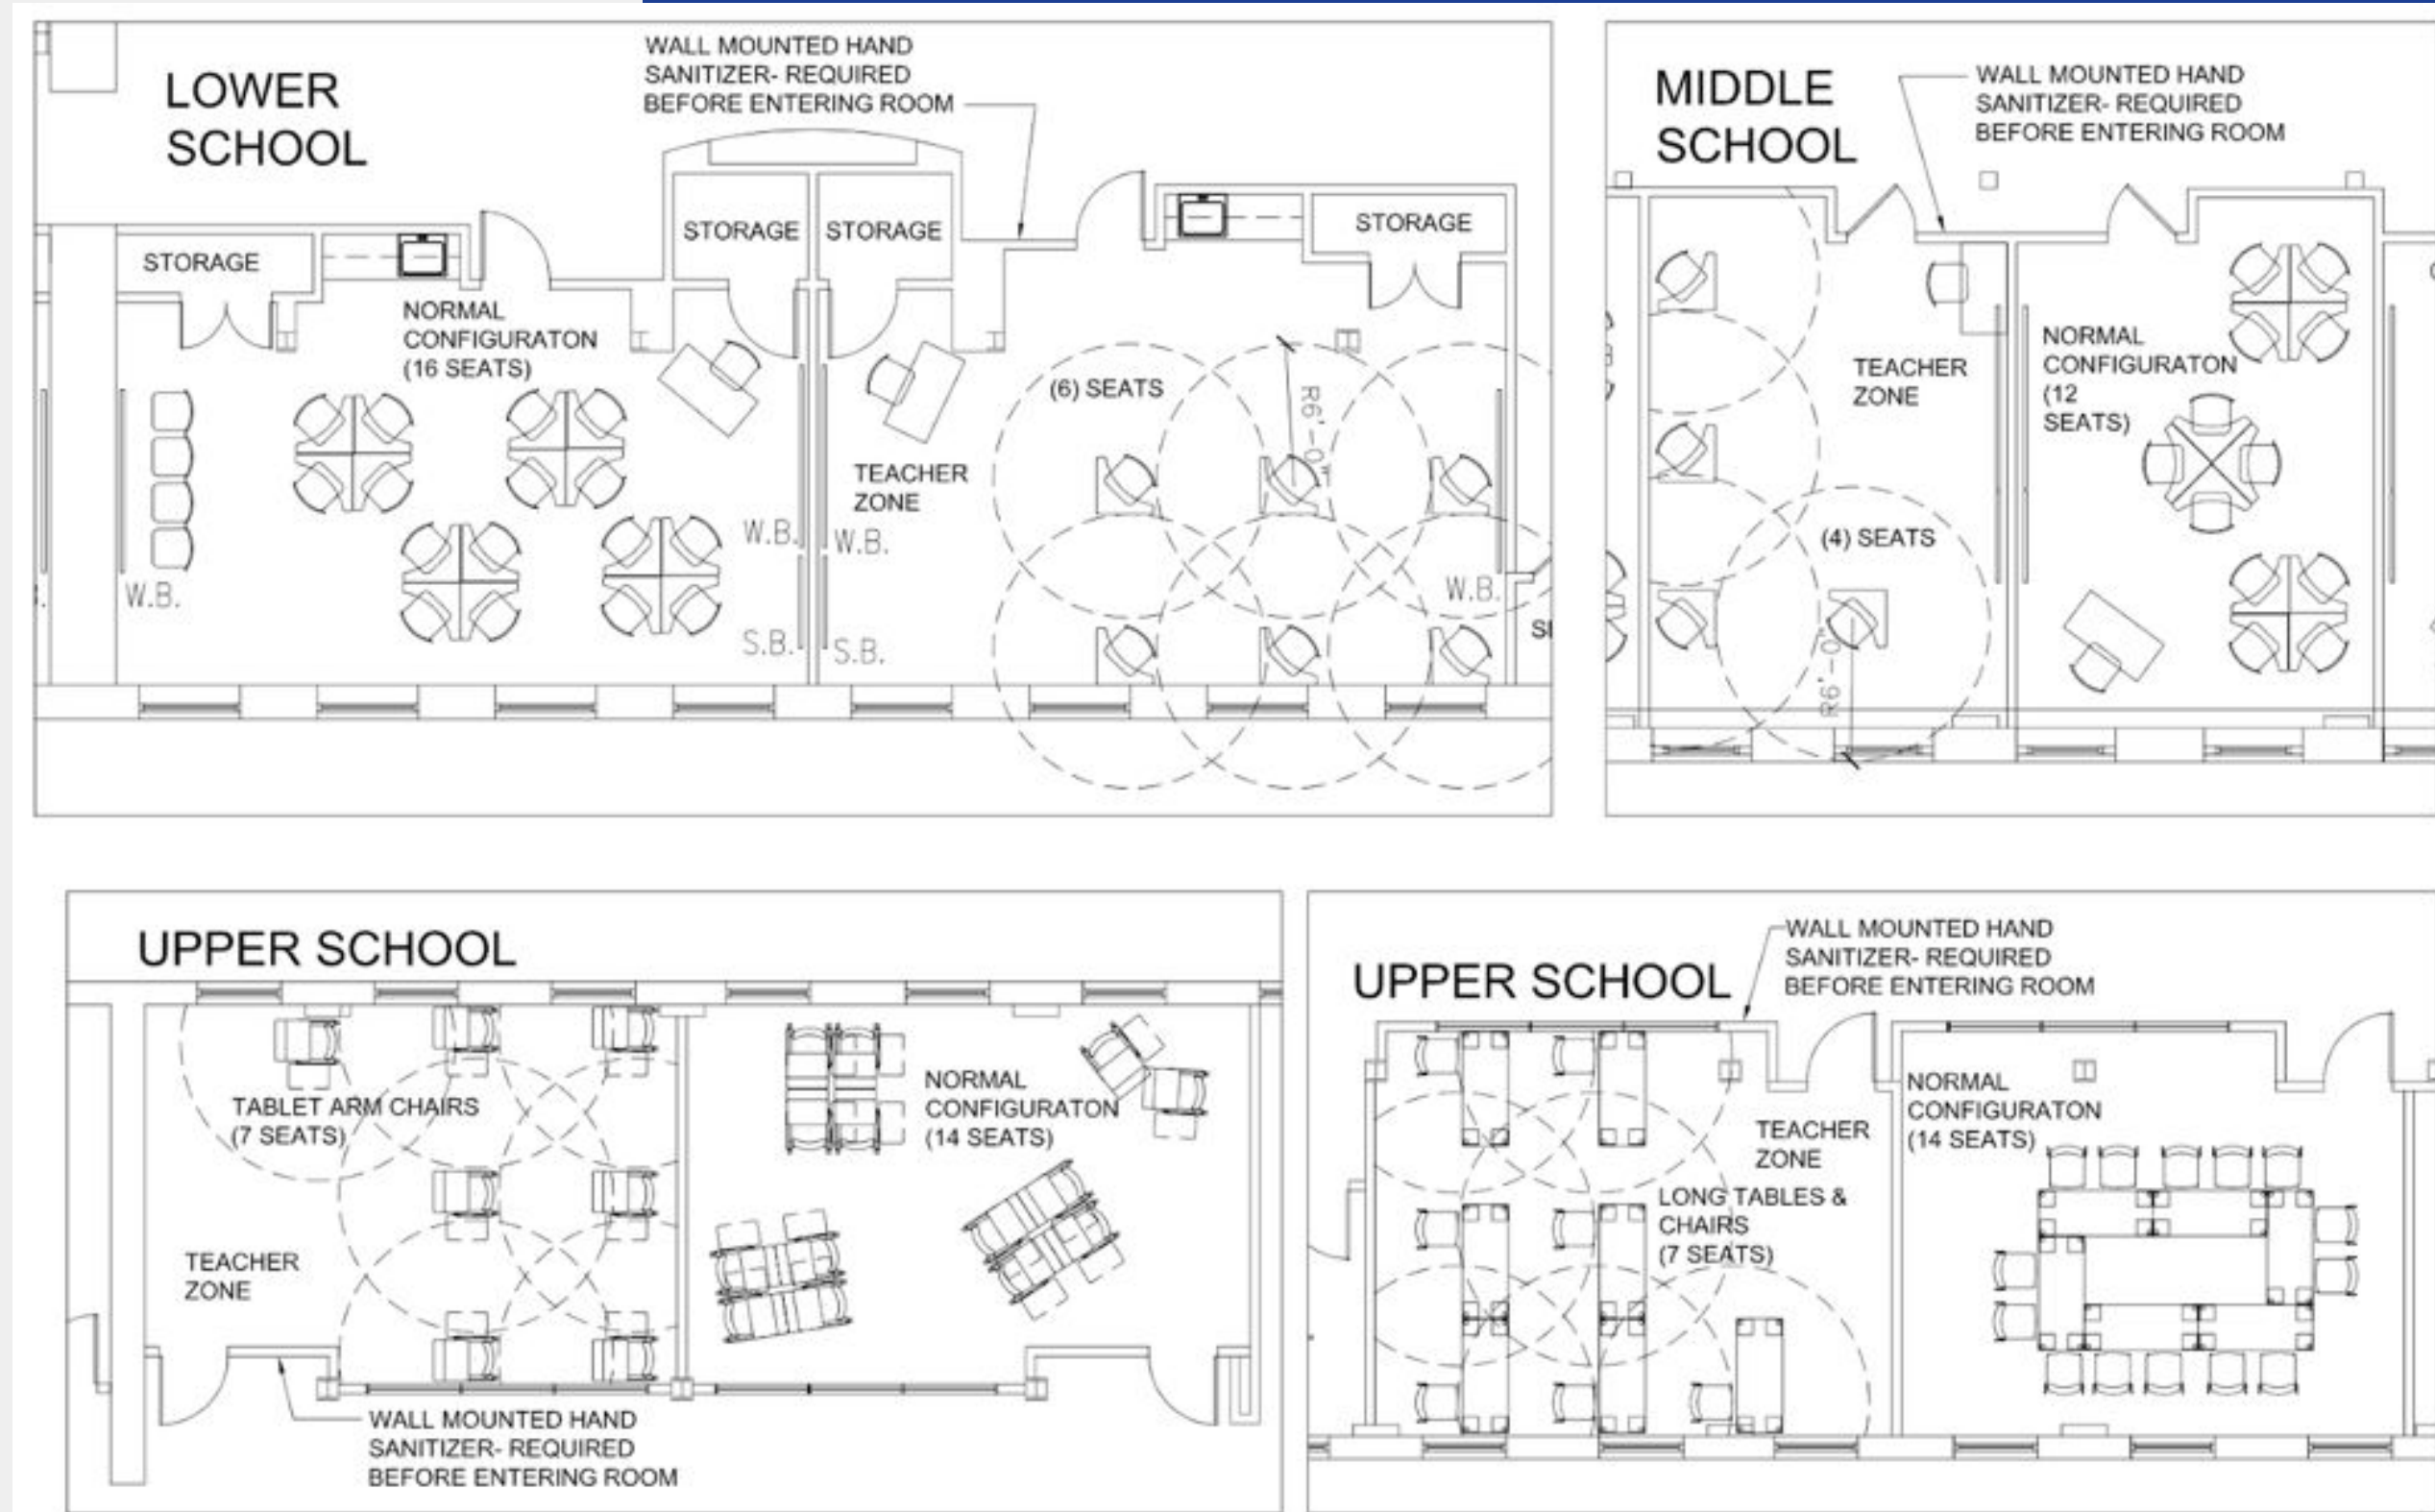 LOWER
SCHOOL
WALL MOUNTED HAND
SANITIZER- REQUIRED
BEFORE ENTERING ROOM
STORAGE
STORAGE
STORAGE
STORAGE
NORMAL
CONFIGURATON
(16 SEATS)
(6) SEATS
R6'-0"
TEACHER
ZONE
W.B.
W.B.
W.B.
W.B.
S.B.
S.B.
MIDDLE
SCHOOL
WALL MOUNTED HAND
SANITIZER- REQUIRED
BEFORE ENTERING ROOM
TEACHER
ZONE
NORMAL
CONFIGURATON
(12
SEATS)
(4) SEATS
R6'-0"
UPPER SCHOOL
TABLET ARM CHAIRS
(7 SEATS)
TEACHER
ZONE
NORMAL
CONFIGURATON
(14 SEATS)
WALL MOUNTED HAND
SANITIZER- REQUIRED
BEFORE ENTERING ROOM
UPPER SCHOOL
WALL MOUNTED HAND
SANITIZER- REQUIRED
BEFORE ENTERING ROOM
TEACHER
ZONE
LONG TABLES &
CHAIRS
(7 SEATS)
NORMAL
CONFIGURATON
(14 SEATS)